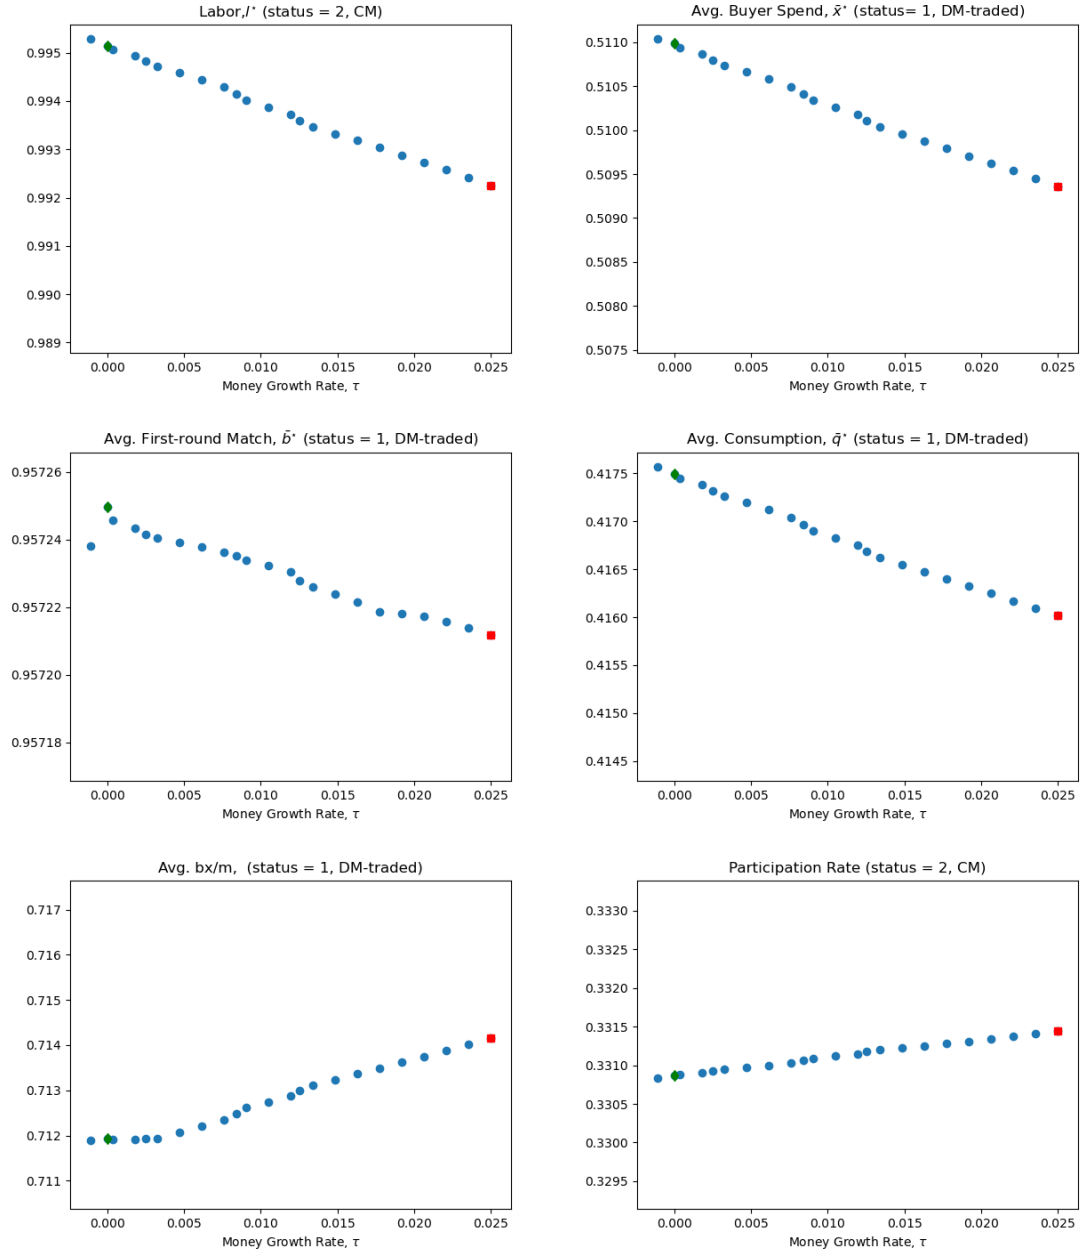 Labor,l* (status = 2, CM)
0.995
0.994
0.993
0.992
0.991
0.990
0.989
0.000 0.005 0.010 0.015 0.020 0.025
Money Growth Rate, τ
Avg. Buyer Spend, x̄* (status= 1, DM-traded)
0.5110
0.5105
0.5100
0.5095
0.5090
0.5085
0.5080
0.5075
0.000 0.005 0.010 0.015 0.020 0.025
Money Growth Rate, τ
Avg. First-round Match, b̄* (status = 1, DM-traded)
0.95726
0.95724
0.95722
0.95720
0.95718
0.000 0.005 0.010 0.015 0.020 0.025
Money Growth Rate, τ
Avg. Consumption, q̄* (status = 1, DM-traded)
0.4175
0.4170
0.4165
0.4160
0.4155
0.4150
0.4145
0.000 0.005 0.010 0.015 0.020 0.025
Money Growth Rate, τ
Avg. bx/m, (status = 1, DM-traded)
0.717
0.716
0.715
0.714
0.713
0.712
0.711
0.000 0.005 0.010 0.015 0.020 0.025
Money Growth Rate, τ
Participation Rate (status = 2, CM)
0.3330
0.3325
0.3320
0.3315
0.3310
0.3305
0.3300
0.3295
0.000 0.005 0.010 0.015 0.020 0.025
Money Growth Rate, τ